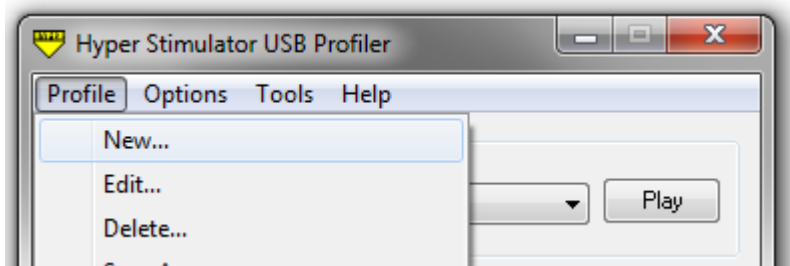 Hyper Stimulator USB Profiler
Profile Options Tools Help
New...
Edit...
Play
Delete...